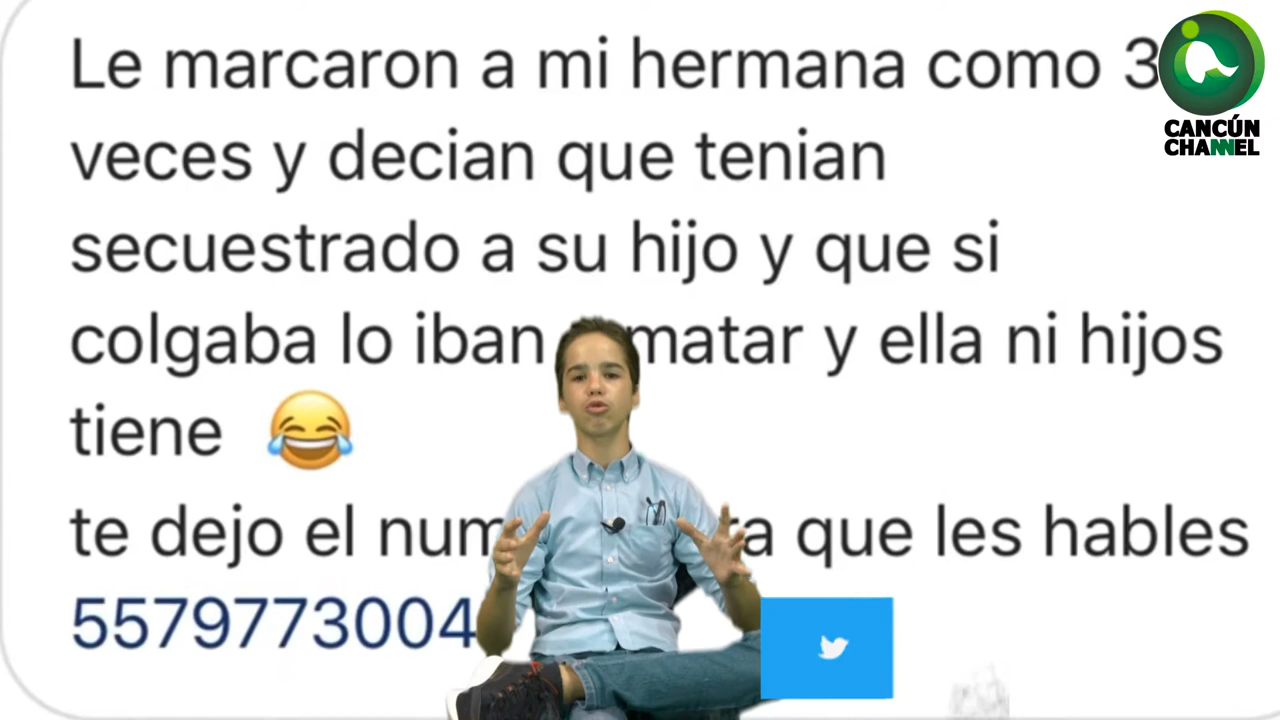 Le marcaron a mi hermana como 3
veces y decian que tenian
secuestrado a su hijo y que si
colgaba lo iban matar y ella ni hijos
tiene 😂
te dejo el que les hables
5579773004
CANCÚN
CHANNEL